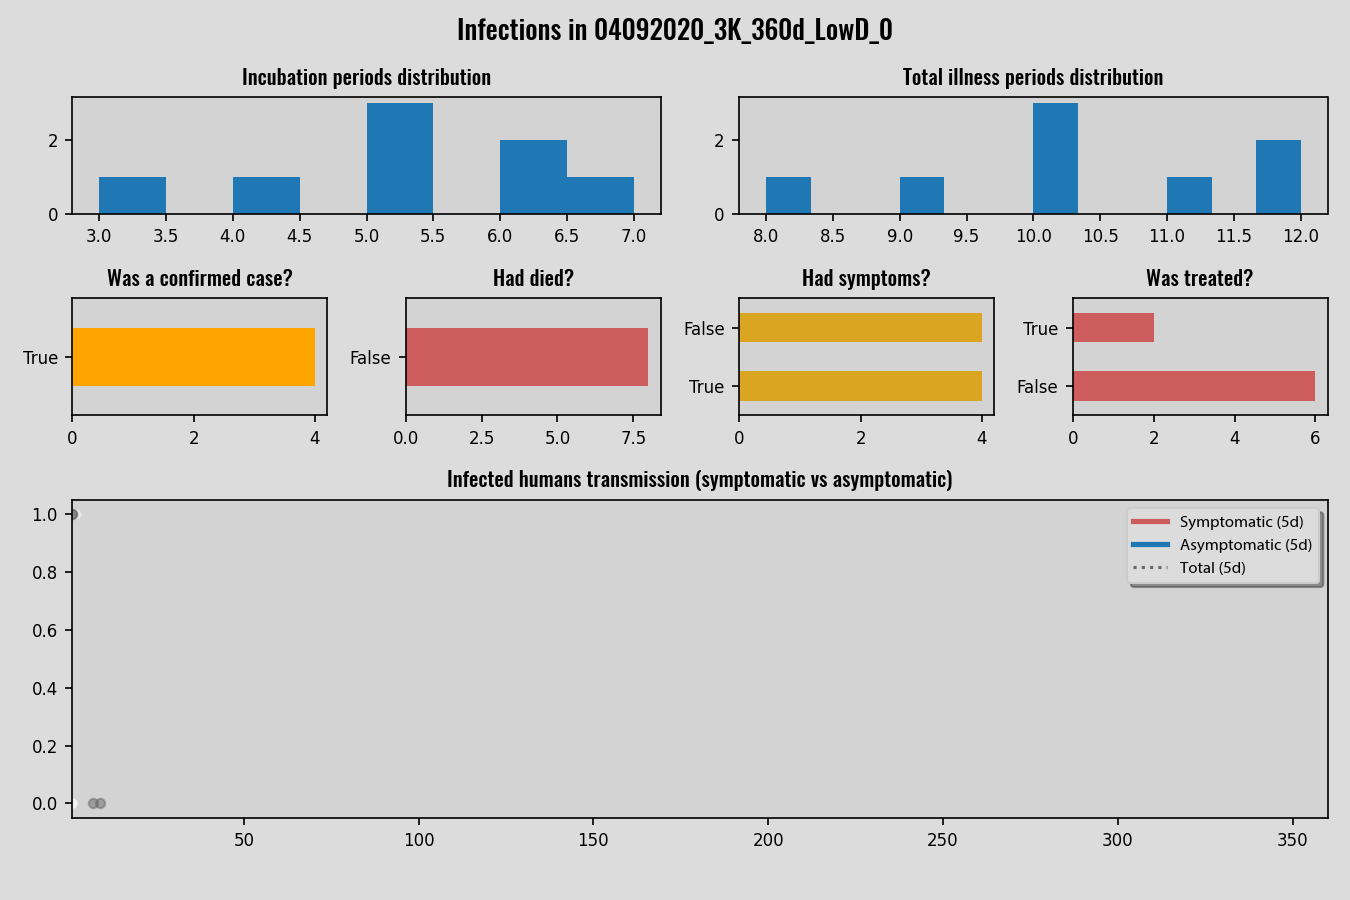 Infections in 04092020_3K_360d_LowD_0
Incubation periods distribution
Total illness periods distribution
2
0
3.0 3.5 4.0 4.5 5.0 5.5 6.0 6.5 7.0
2
0
8.0 8.5 9.0 9.5 10.0 10.5 11.0 11.5 12.0
Was a confirmed case?
True
0 2 4
Had died?
False
0.0 2.5 5.0 7.5
Had symptoms?
False
True
0 2 4
Was treated?
True
False
0 2 4 6
Infected humans transmission (symptomatic vs asymptomatic)
1.0
0.8
0.6
0.4
0.2
0.0
50 100 150 200 250 300 350
Symptomatic (5d)
Asymptomatic (5d)
Total (5d)